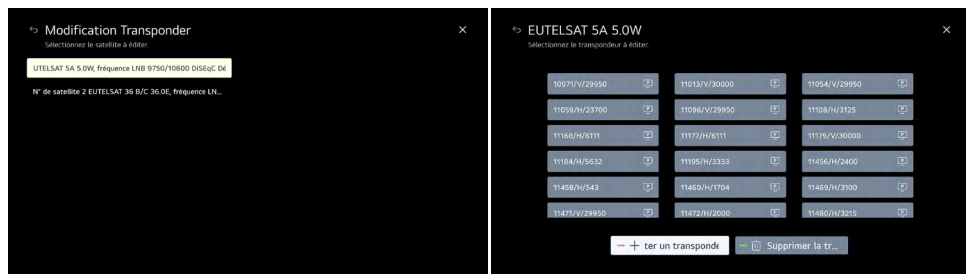 Modification Transponder
Sélectionnez le satellite à éditer.
UTELSAT 5A 5.0W, fréquence LNB 9750/10600 DiSEqC Dé
N° de satellite 2 EUTELSAT 36 B/C 36.0E, fréquence LN...
EUTELSAT 5A 5.0W
Sélectionnez le transpondeur à éditer.
10971/V/29950 11013/V/30000 11054/V/29950
11059/H/23700 11096/V/29950 11108/H/3125
11168/H/6111 11177/H/6111 11179/V/30000
11184/H/5632 11195/H/3333 11456/H/2400
11458/H/543 11460/H/1704 11469/H/3100
11471/V/29950 11472/H/2000 11480/H/3215
ter un transponde Supprimer la tr...